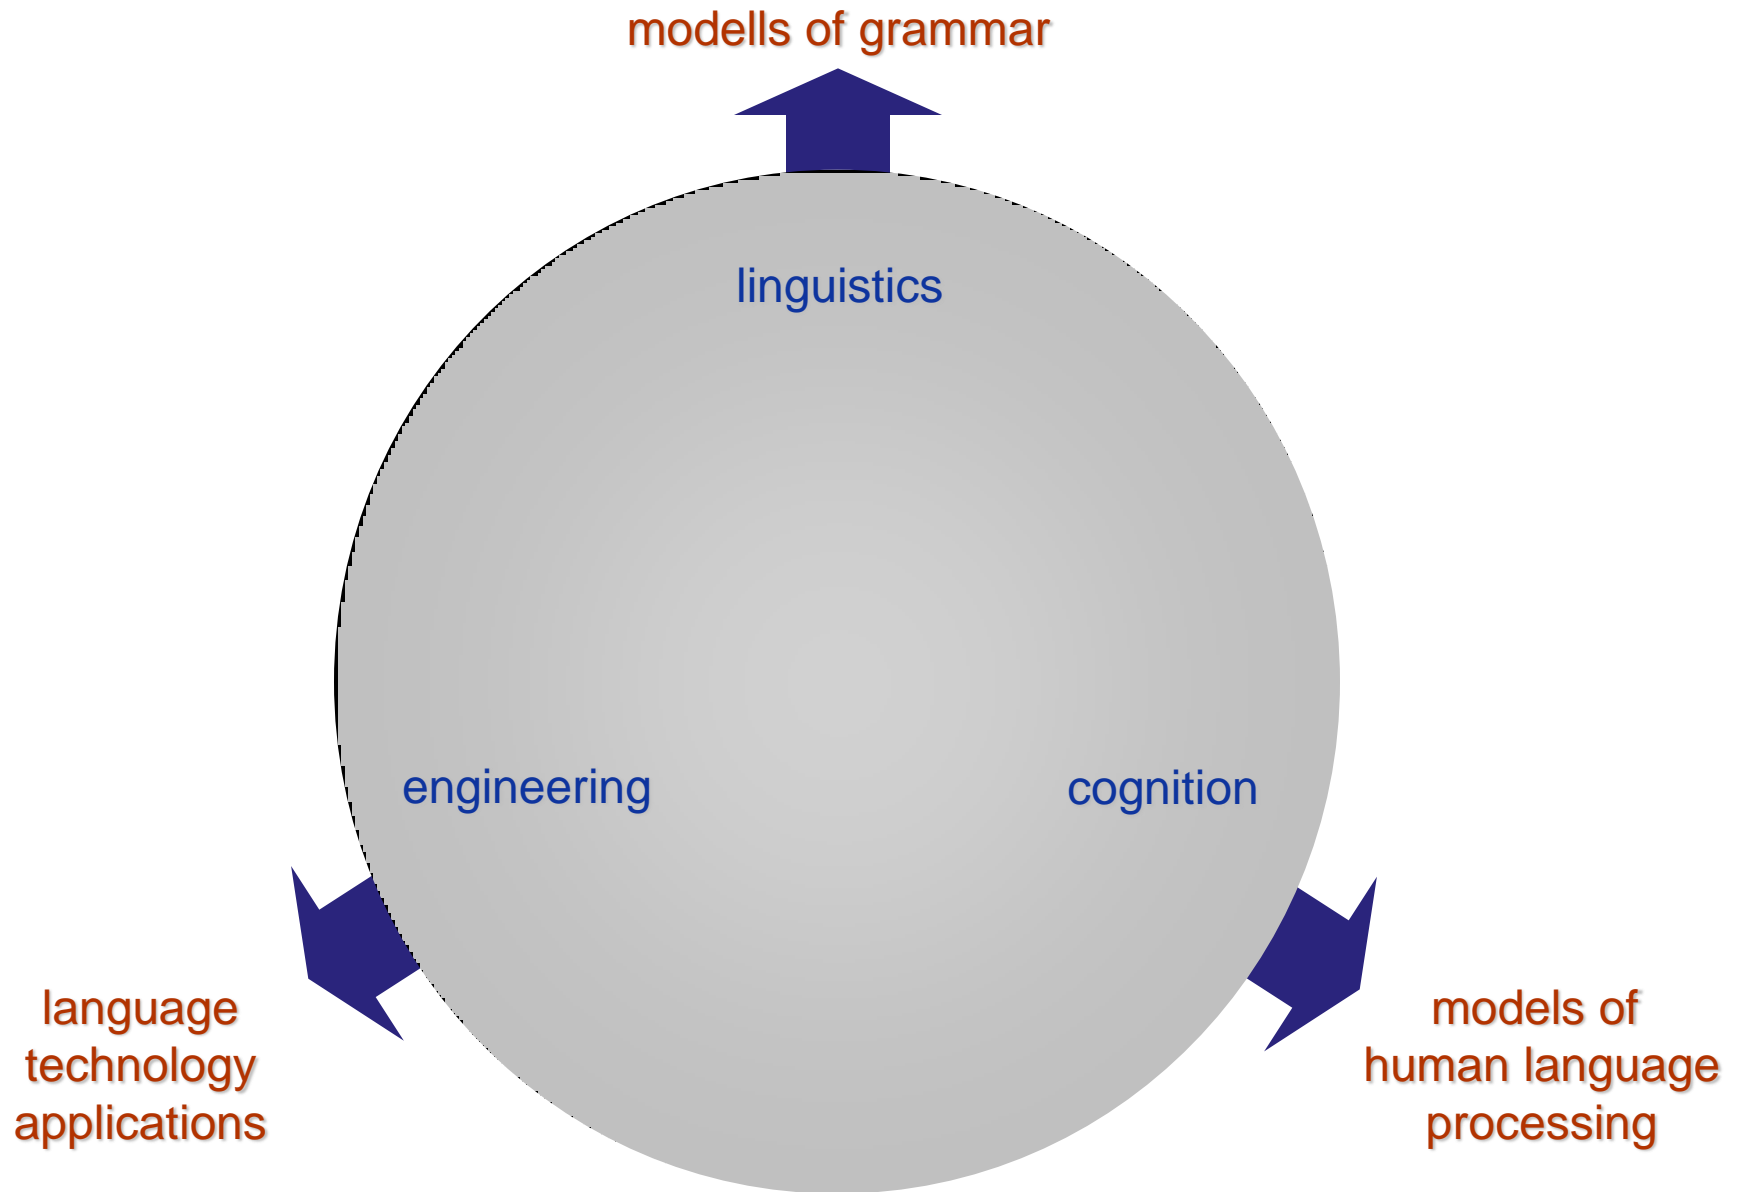 modells of grammar
linguistics
engineering
cognition
language
technology
applications
models of
human language
processing